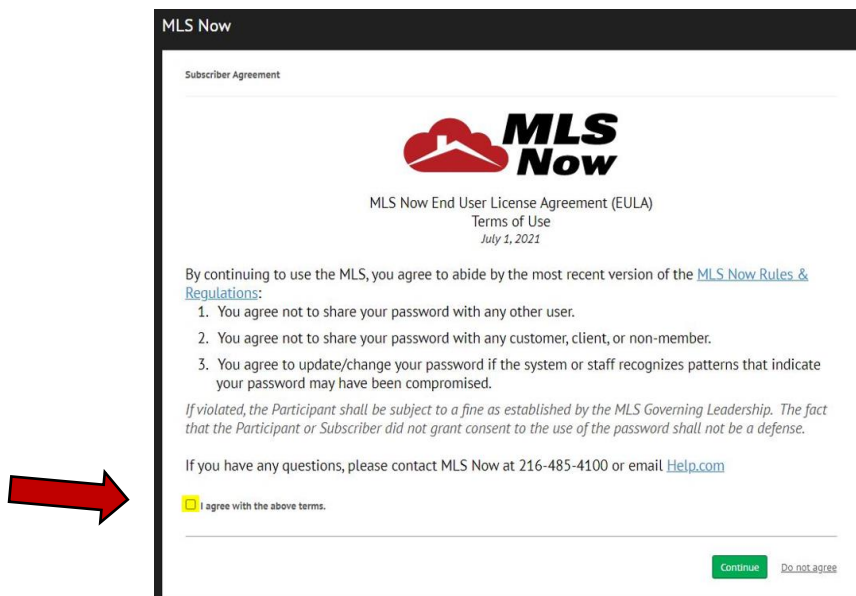 MLS Now
Subscriber Agreement
MLS
Now
MLS Now End User License Agreement (EULA)
Terms of Use
July 1, 2021
By continuing to use the MLS, you agree to abide by the most recent version of the MLS Now Rules &
Regulations:
1. You agree not to share your password with any other user.
2. You agree not to share your password with any customer, client, or non-member.
3. You agree to update/change your password if the system or staff recognizes patterns that indicate
your password may have been compromised.
If violated, the Participant shall be subject to a fine as established by the MLS Governing Leadership. The fact
that the Participant or Subscriber did not grant consent to the use of the password shall not be a defense.
If you have any questions, please contact MLS Now at 216-485-4100 or email Help.com
I agree with the above terms.
Continue Do not agree